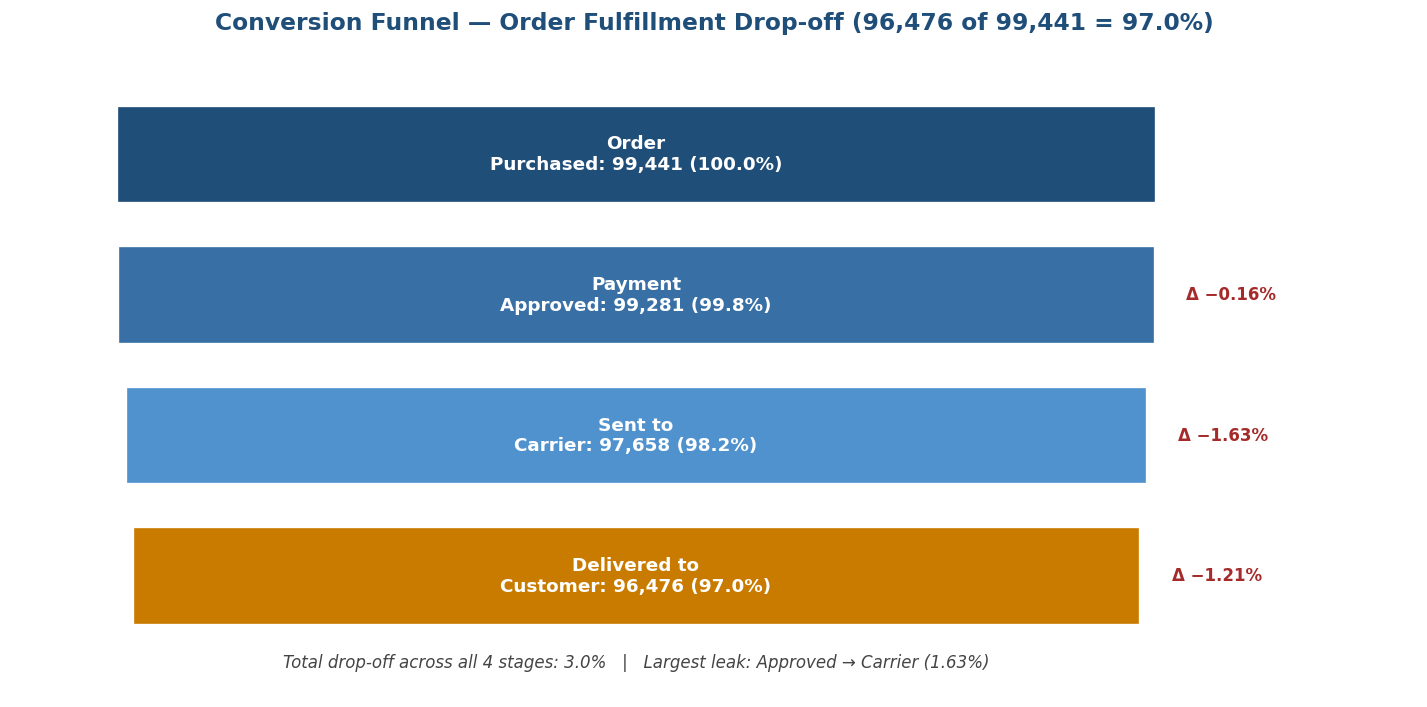 Conversion Funnel — Order Fulfillment Drop-off (96,476 of 99,441 = 97.0%)
Order
Purchased: 99,441 (100.0%)
Payment
Approved: 99,281 (99.8%)
Δ −0.16%
Sent to
Carrier: 97,658 (98.2%)
Δ −1.63%
Delivered to
Customer: 96,476 (97.0%)
Δ −1.21%
Total drop-off across all 4 stages: 3.0%   |   Largest leak: Approved → Carrier (1.63%)